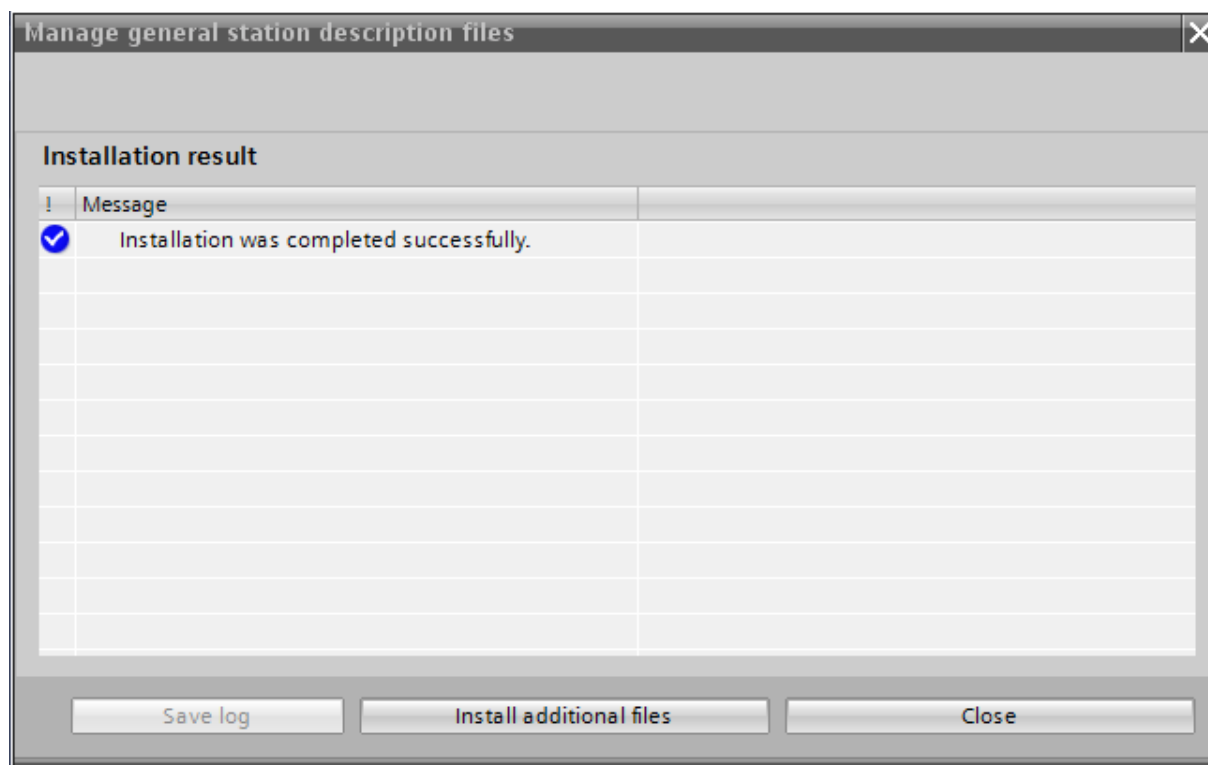 Manage general station description files
Installation result
! Message
Installation was completed successfully.
Save log Install additional files Close